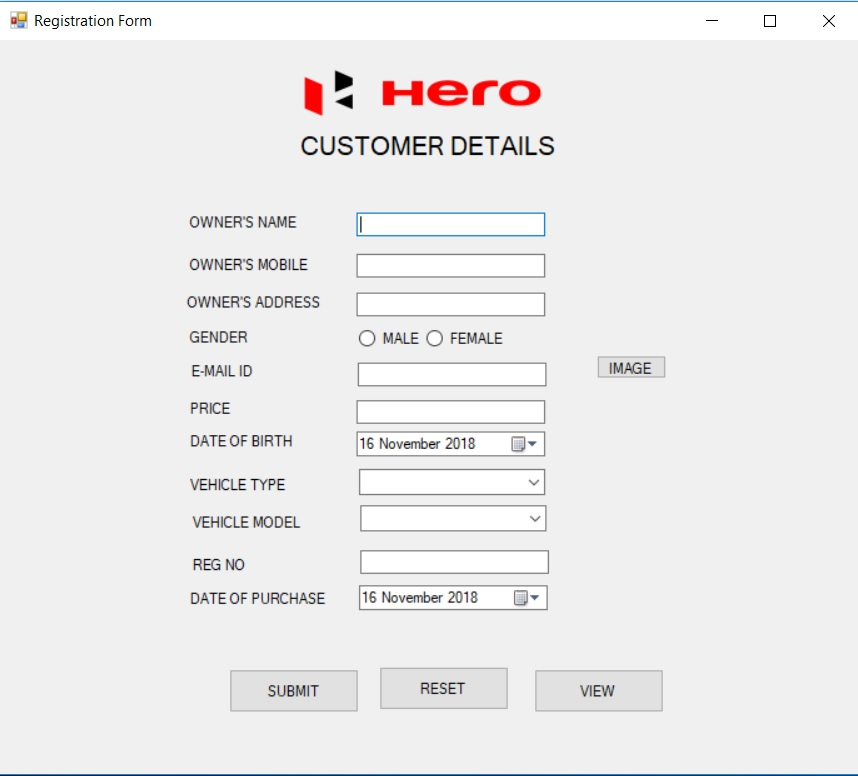 Registration Form
Hero
CUSTOMER DETAILS
OWNER'S NAME
OWNER'S MOBILE
OWNER'S ADDRESS
GENDER MALE FEMALE
E-MAIL ID IMAGE
PRICE
DATE OF BIRTH 16 November 2018
VEHICLE TYPE
VEHICLE MODEL
REG NO
DATE OF PURCHASE 16 November 2018
SUBMIT RESET VIEW